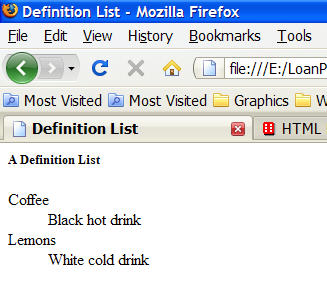 Definition List - Mozilla Firefox
File Edit View History Bookmarks Tools
file:///E:/LoanP
Most Visited Most Visited Graphics W
Definition List HTML
A Definition List
Coffee
Black hot drink
Lemons
White cold drink